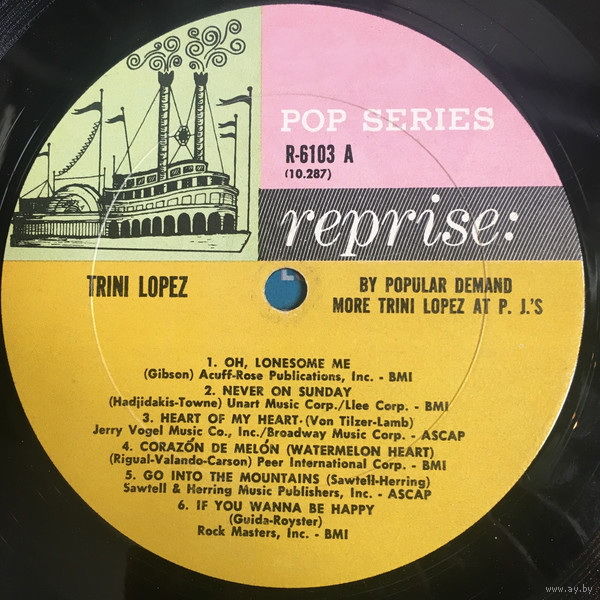 POP SERIES
R-6103 A
(10.287)
reprise:
TRINI LOPEZ
BY POPULAR DEMAND
MORE TRINI LOPEZ AT P. J.'S
1. OH, LONESOME ME
(Gibson) Acuff-Rose Publications, Inc. - BMI
2. NEVER ON SUNDAY
(Hadjidakis-Towne) Unart Music Corp./Llee Corp. - BMI
3. HEART OF MY HEART (Von Tilzer-Lamb)
Jerry Vogel Music Co., Inc./Broadway Music Corp. - ASCAP
4. CORAZÓN DE MELÓN (WATERMELON HEART)
(Rigual-Valando-Carson) Peer International Corp. - BMI
5. GO INTO THE MOUNTAINS (Sawtell-Herring)
Sawtell & Herring Music Publishers, Inc. - ASCAP
6. IF YOU WANNA BE HAPPY
(Guida-Royster)
Rock Masters, Inc. - BMI
www.ay.by